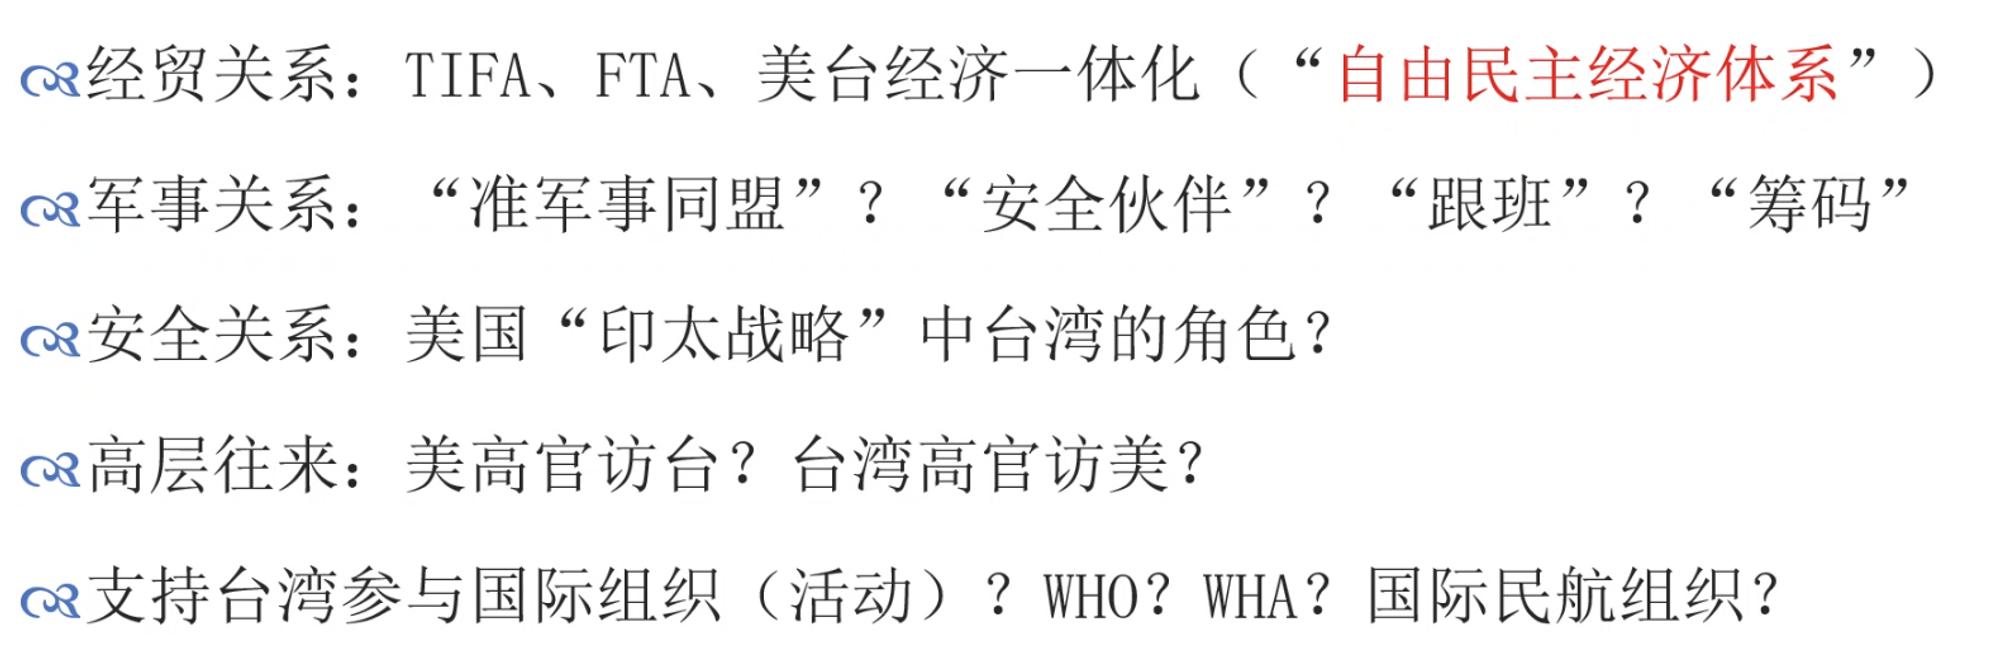 经贸关系：TIFA、FTA、美台经济一体化（“自由民主经济体系”）
军事关系：“准军事同盟”？“安全伙伴”？“跟班”？“筹码”
安全关系：美国“印太战略”中台湾的角色？
高层往来：美高官访台？台湾高官访美？
支持台湾参与国际组织（活动）？WHO？WHA？国际民航组织？